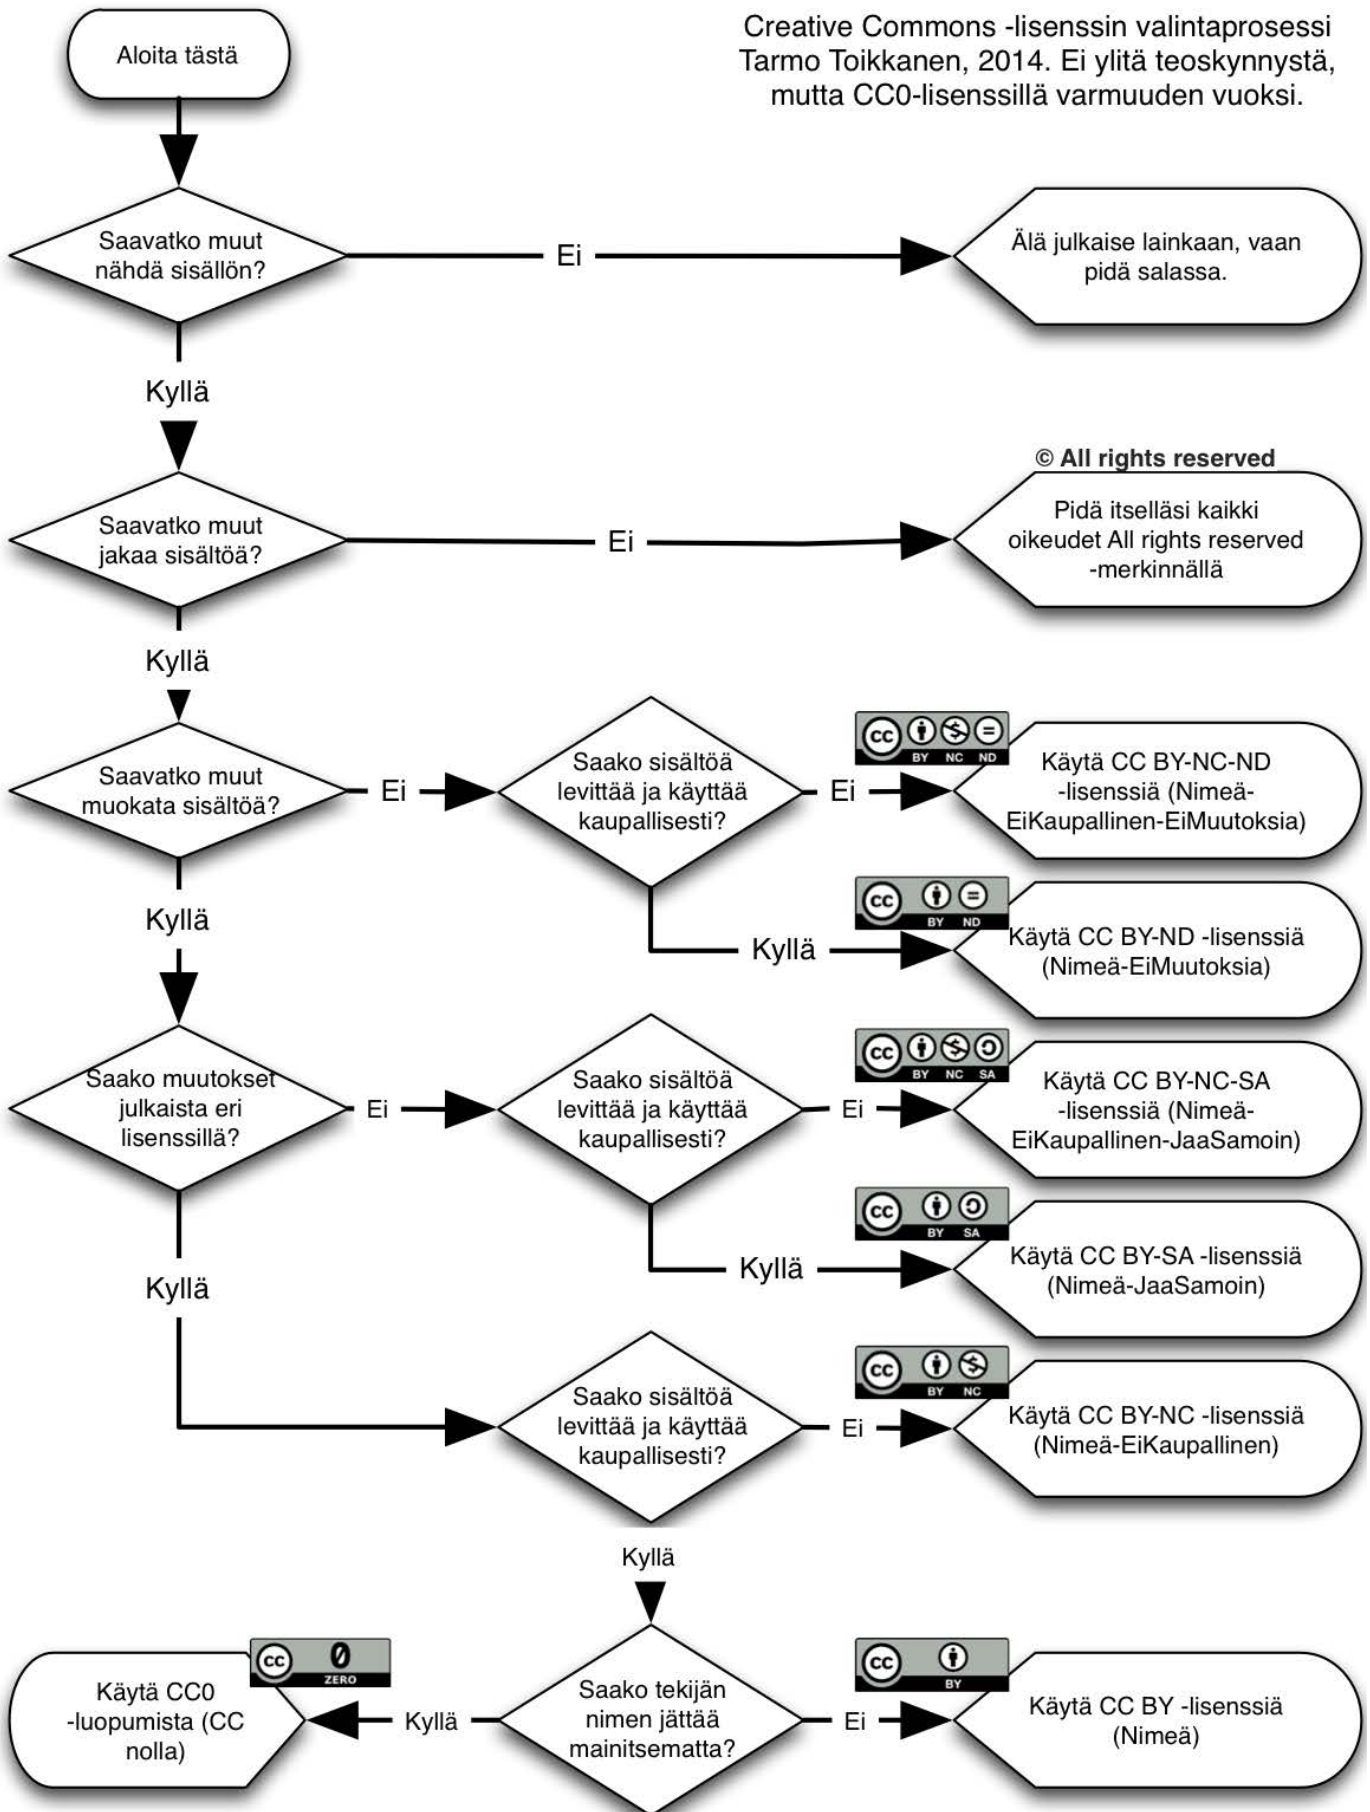 Creative Commons -lisenssin valintaprosessi
Tarmo Toikkanen, 2014. Ei ylitä teoskynnystä,
mutta CC0-lisenssillä varmuuden vuoksi.
Aloita tästä
Saavatko muut
nähdä sisällön?
Ei
Älä julkaise lainkaan, vaan
pidä salassa.
Kyllä
Saavatko muut
jakaa sisältöä?
Ei
© All rights reserved
Pidä itselläsi kaikki
oikeudet All rights reserved
-merkinnällä
Kyllä
Saavatko muut
muokata sisältöä?
Ei
Saako sisältöä
levittää ja käyttää
kaupallisesti?
Ei
cc
BY NC ND
Käytä CC BY-NC-ND
-lisenssiä (Nimeä-
EiKaupallinen-EiMuutoksia)
Kyllä
cc
BY ND
Käytä CC BY-ND -lisenssiä
(Nimeä-EiMuutoksia)
Kyllä
Saako muutokset
julkaista eri
lisenssillä?
Ei
Saako sisältöä
levittää ja käyttää
kaupallisesti?
Ei
cc
BY NC SA
Käytä CC BY-NC-SA
-lisenssiä (Nimeä-
EiKaupallinen-JaaSamoin)
Kyllä
cc
BY SA
Käytä CC BY-SA -lisenssiä
(Nimeä-JaaSamoin)
Kyllä
Saako sisältöä
levittää ja käyttää
kaupallisesti?
Ei
cc
BY NC
Käytä CC BY-NC -lisenssiä
(Nimeä-EiKaupallinen)
Kyllä
Saako tekijän
nimen jättää
mainitsematta?
Kyllä
cc 0
ZERO
Käytä CC0
-luopumista (CC
nolla)
Ei
cc
BY
Käytä CC BY -lisenssiä
(Nimeä)